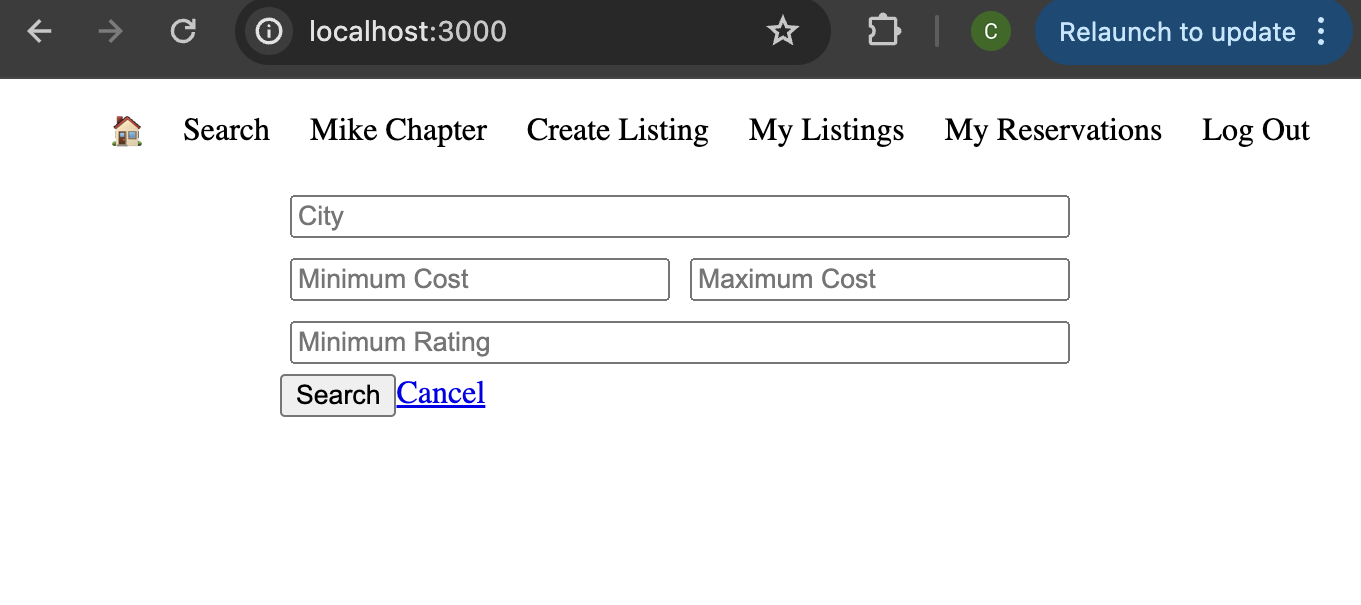 localhost:3000
C
Relaunch to update
Search Mike Chapter Create Listing My Listings My Reservations Log Out
City
Minimum Cost Maximum Cost
Minimum Rating
Search Cancel